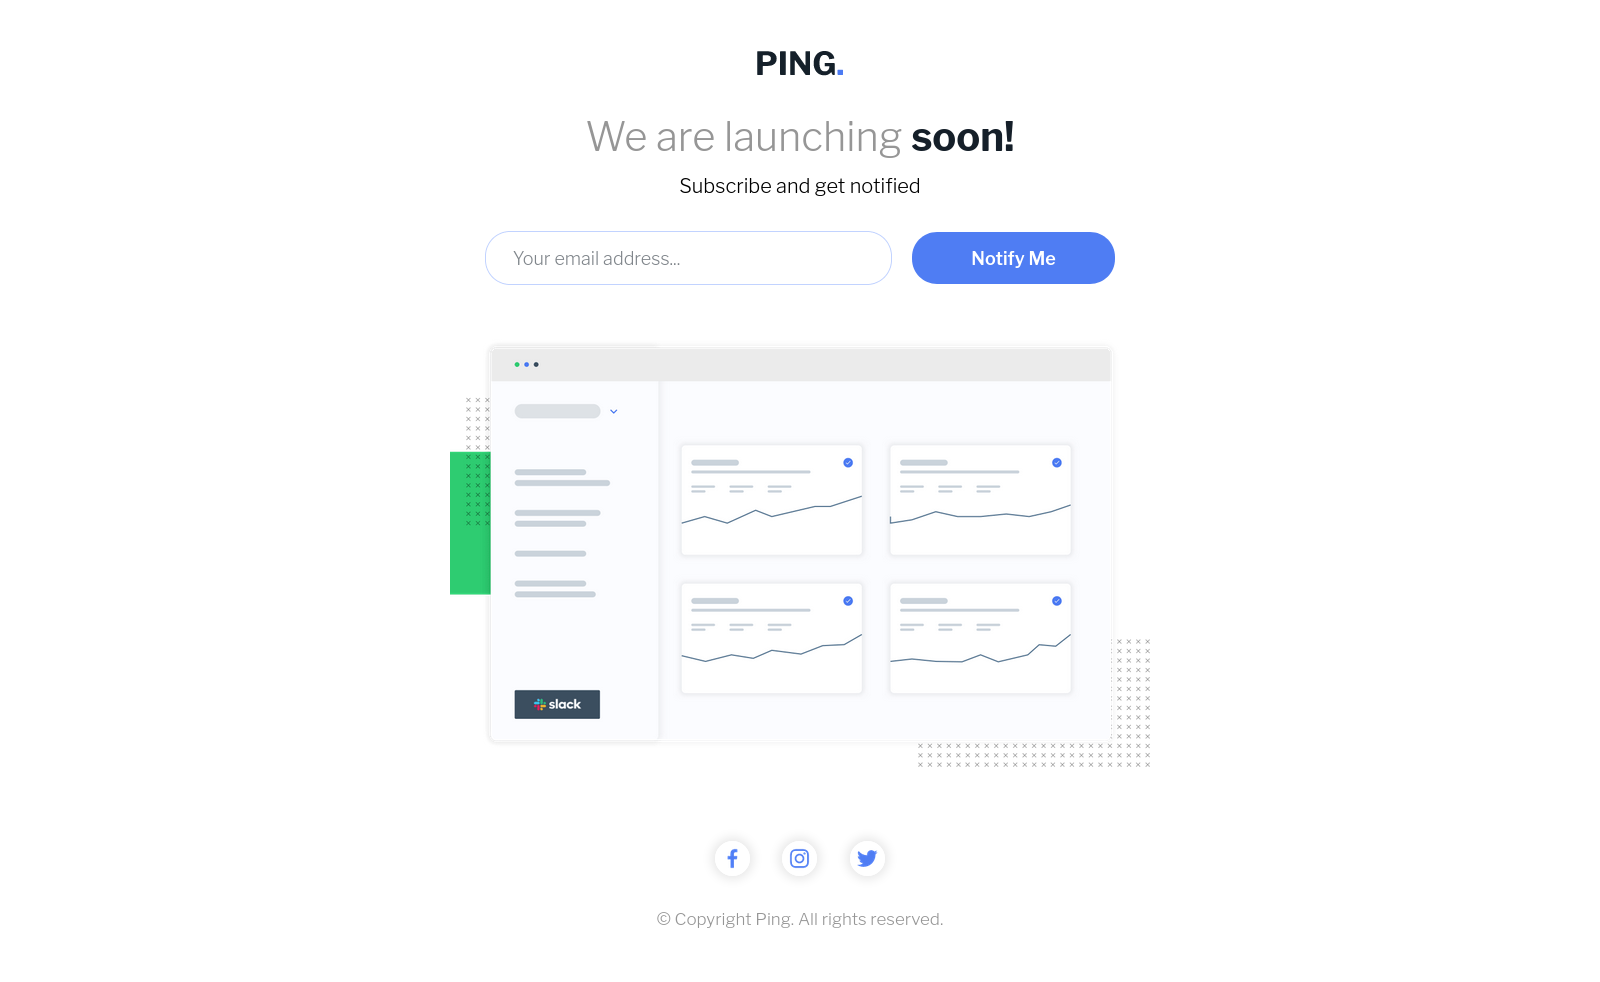 PING.
We are launching soon!
Subscribe and get notified
Your email address...
Notify Me
slack
© Copyright Ping. All rights reserved.